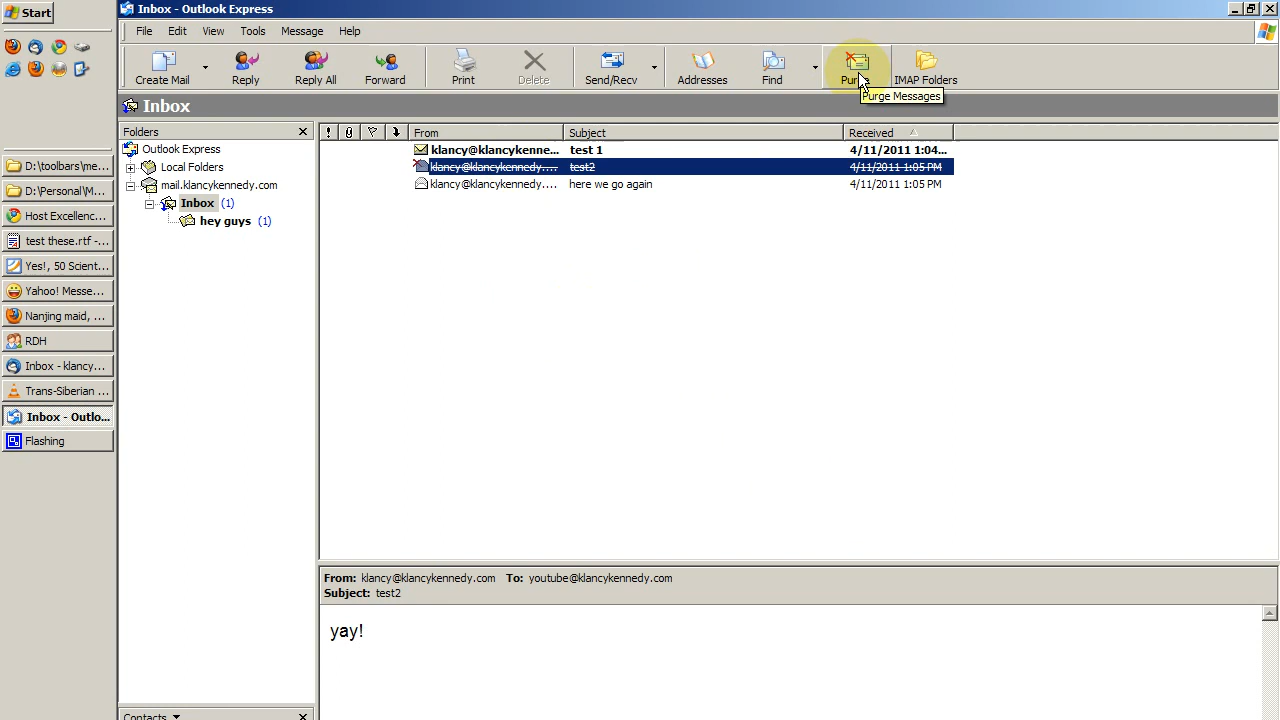 Start
Inbox - Outlook Express
File Edit View Tools Message Help
Create Mail Reply Reply All Forward Print Delete Send/Recv Addresses Find IMAP Folders
Purge Messages
Inbox
Folders
From Subject Received
Outlook Express
Local Folders
mail.klancykennedy.com
Inbox (1)
hey guys (1)
klancy@klancykenne... test 1 4/11/2011 1:04...
klancy@klancykennedy.... test2 4/11/2011 1:05 PM
klancy@klancykennedy.... here we go again 4/11/2011 1:05 PM
D:\toolbars\me...
D:\Personal\M...
Host Excellenc...
test these.rtf -...
Yes!, 50 Scient...
Yahoo! Messe...
Nanjing maid, ...
RDH
Inbox - klancy...
Trans-Siberian ...
Inbox - Outlo...
Flashing
From: klancy@klancykennedy.com To: youtube@klancykennedy.com
Subject: test2
yay!
Contacts